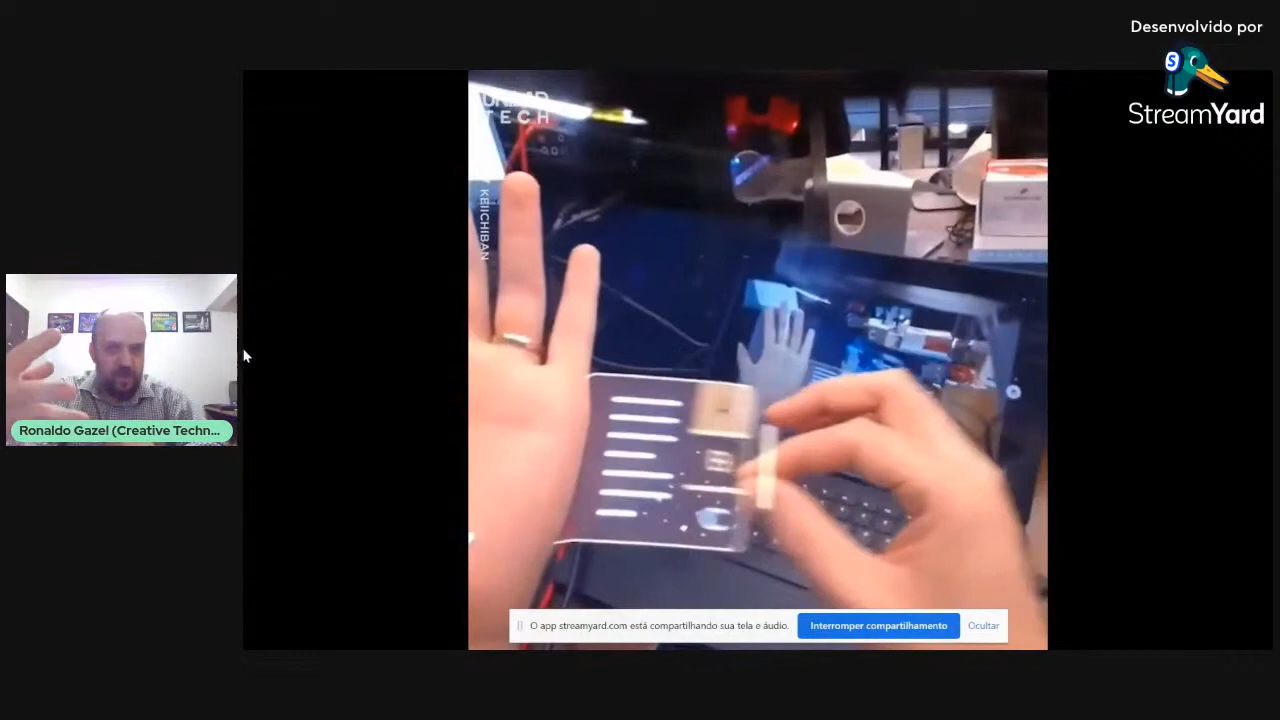 Desenvolvido por
S
StreamYard
TECH
KEIICHIBAN
Ronaldo Gazel (Creative Techn...
O app streamyard.com está compartilhando sua tela e áudio.
Interromper compartilhamento
Ocultar